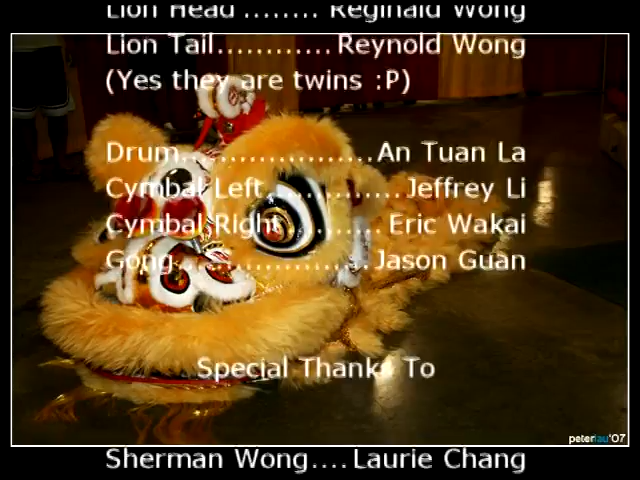 Lion Head ........ Reginald Wong
Lion Tail............Reynold Wong
(Yes they are twins :P)
Drum....................An Tuan La
Cymbal Left..............Jeffrey Li
Cymbal Right .......... Eric Wakai
Gong....................Jason Guan
Special Thanks To
peterlau'07
Sherman Wong....Laurie Chang